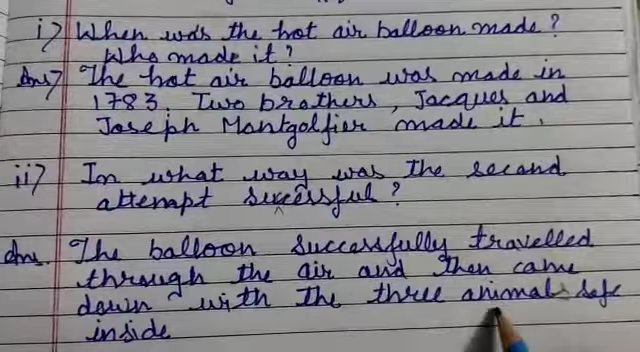 i) When was the hot air balloon made?
Who made it?
Ans) The hot air balloon was made in
1783. Two brothers, Jacques and
Joseph Mantgolfier made it.
ii) In what way was the second
attempt sucessful?
Ans. The balloon successfully travelled
through the air and then came
down with the three animals safe
inside